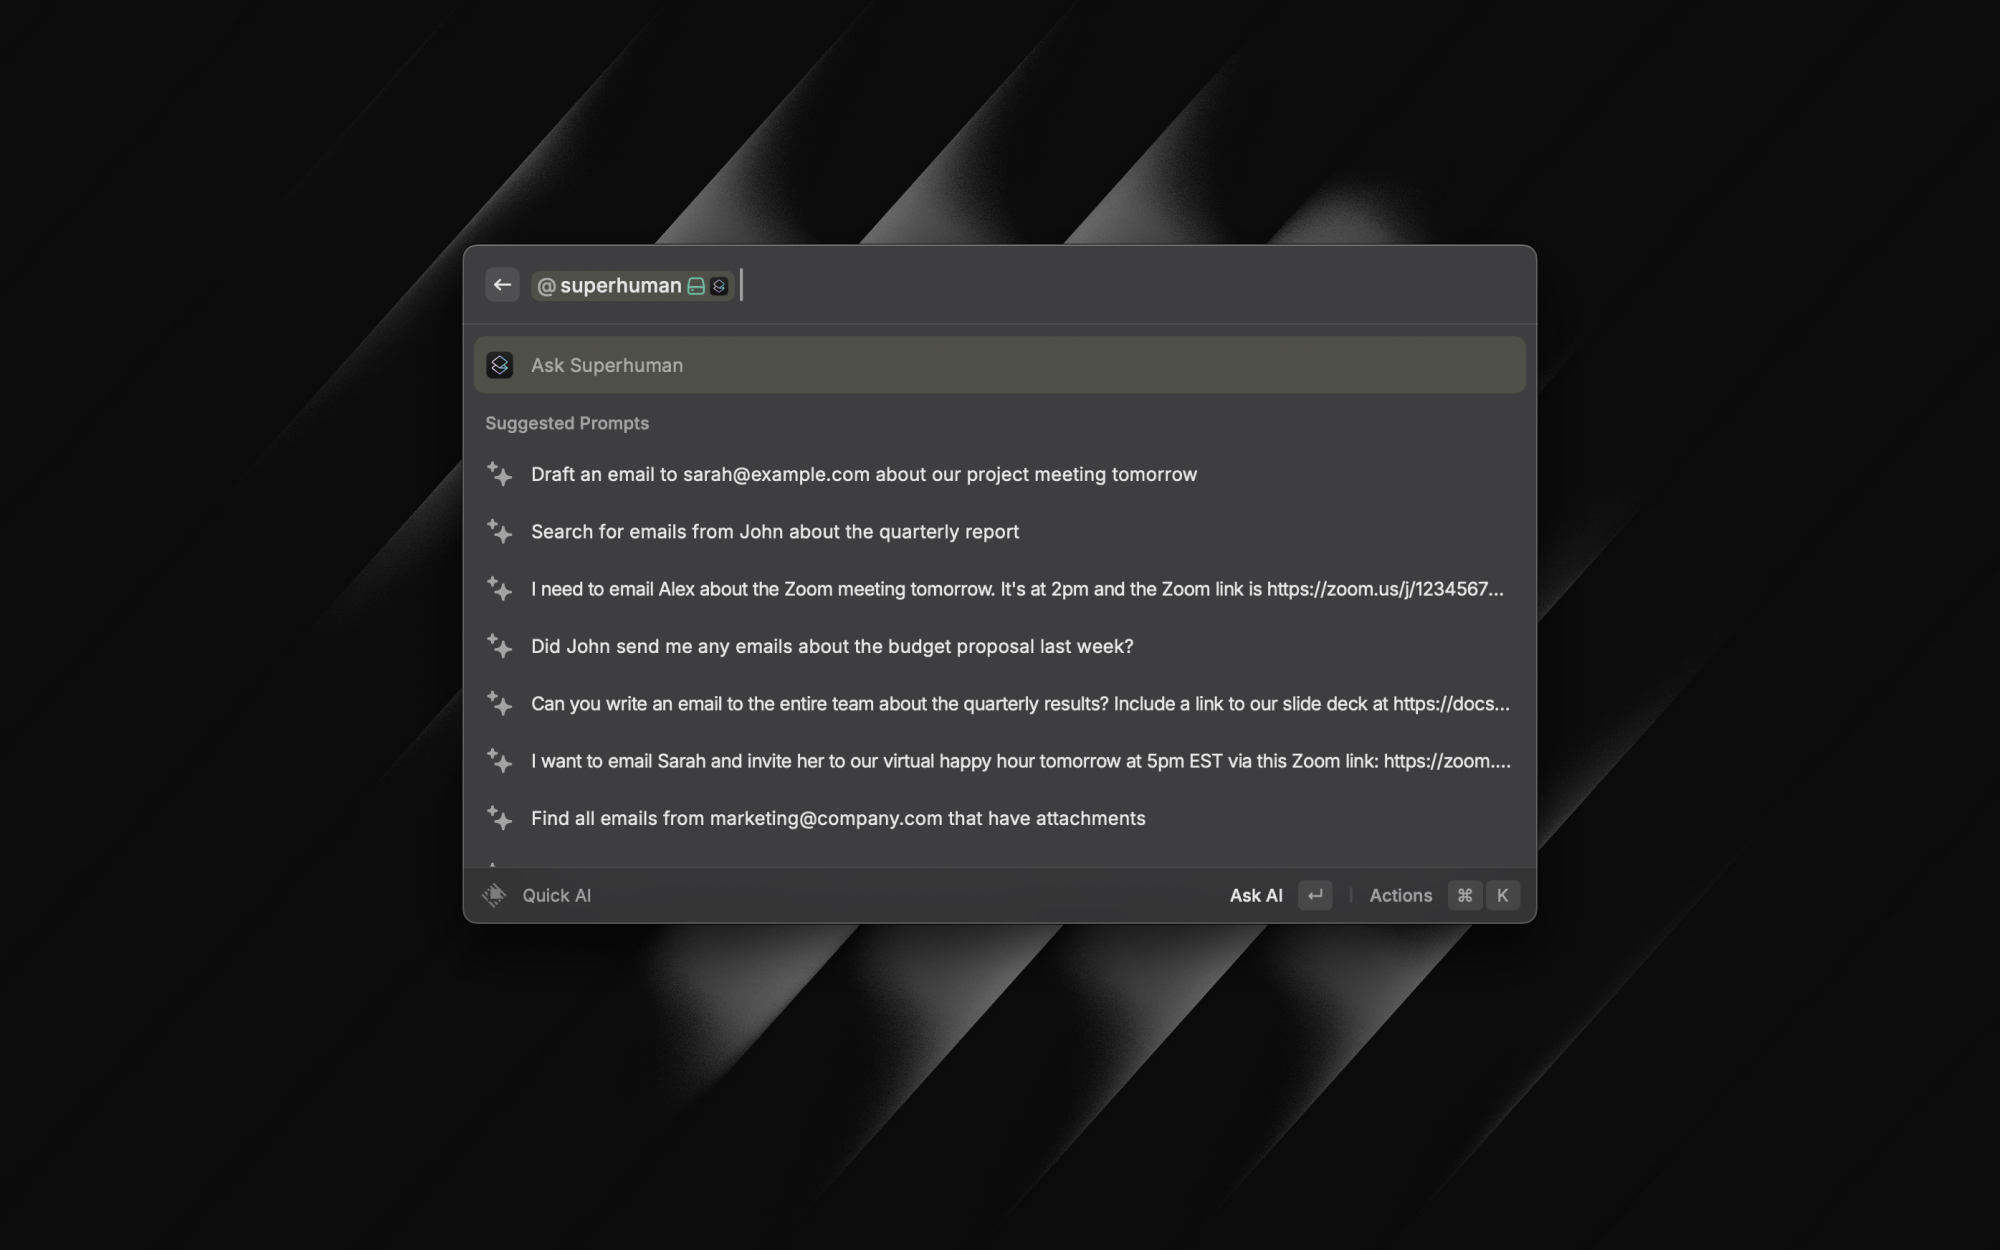 @superhuman
Ask Superhuman
Suggested Prompts
Draft an email to sarah@example.com about our project meeting tomorrow
Search for emails from John about the quarterly report
I need to email Alex about the Zoom meeting tomorrow. It's at 2pm and the Zoom link is https://zoom.us/j/1234567...
Did John send me any emails about the budget proposal last week?
Can you write an email to the entire team about the quarterly results? Include a link to our slide deck at https://docs...
I want to email Sarah and invite her to our virtual happy hour tomorrow at 5pm EST via this Zoom link: https://zoom....
Find all emails from marketing@company.com that have attachments
Quick AI Ask AI ↵ | Actions ⌘ K